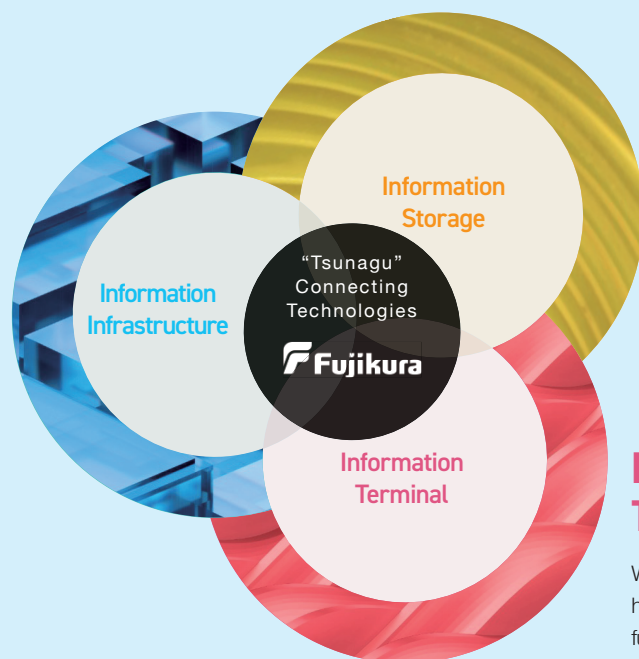 Information
Storage
"Tsunagu"
Connecting
Technologies
Fujikura
Information
Infrastructure
Information
Terminal